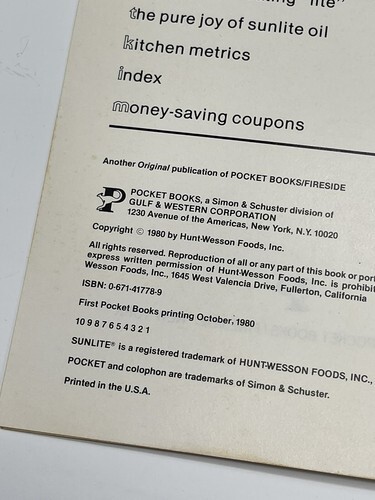 "lite"
the pure joy of sunlite oil
kitchen metrics
index
money-saving coupons
Another Original publication of POCKET BOOKS/FIRESIDE
POCKET BOOKS, a Simon & Schuster division of
GULF & WESTERN CORPORATION
1230 Avenue of the Americas, New York, N.Y. 10020
Copyright © 1980 by Hunt-Wesson Foods, Inc.
All rights reserved. Reproduction of all or any part of this book or
express written permission of Hunt-Wesson Foods, Inc. is
Wesson Foods, Inc., 1645 West Valencia Drive, Fullerton, California
ISBN: 0-671-41778-9
First Pocket Books printing October, 1980
10 9 8 7 6 5 4 3 2 1
SUNLITE® is a registered trademark of HUNT-WESSON FOODS, INC.,
POCKET and colophon are trademarks of Simon & Schuster.
Printed in the U.S.A.